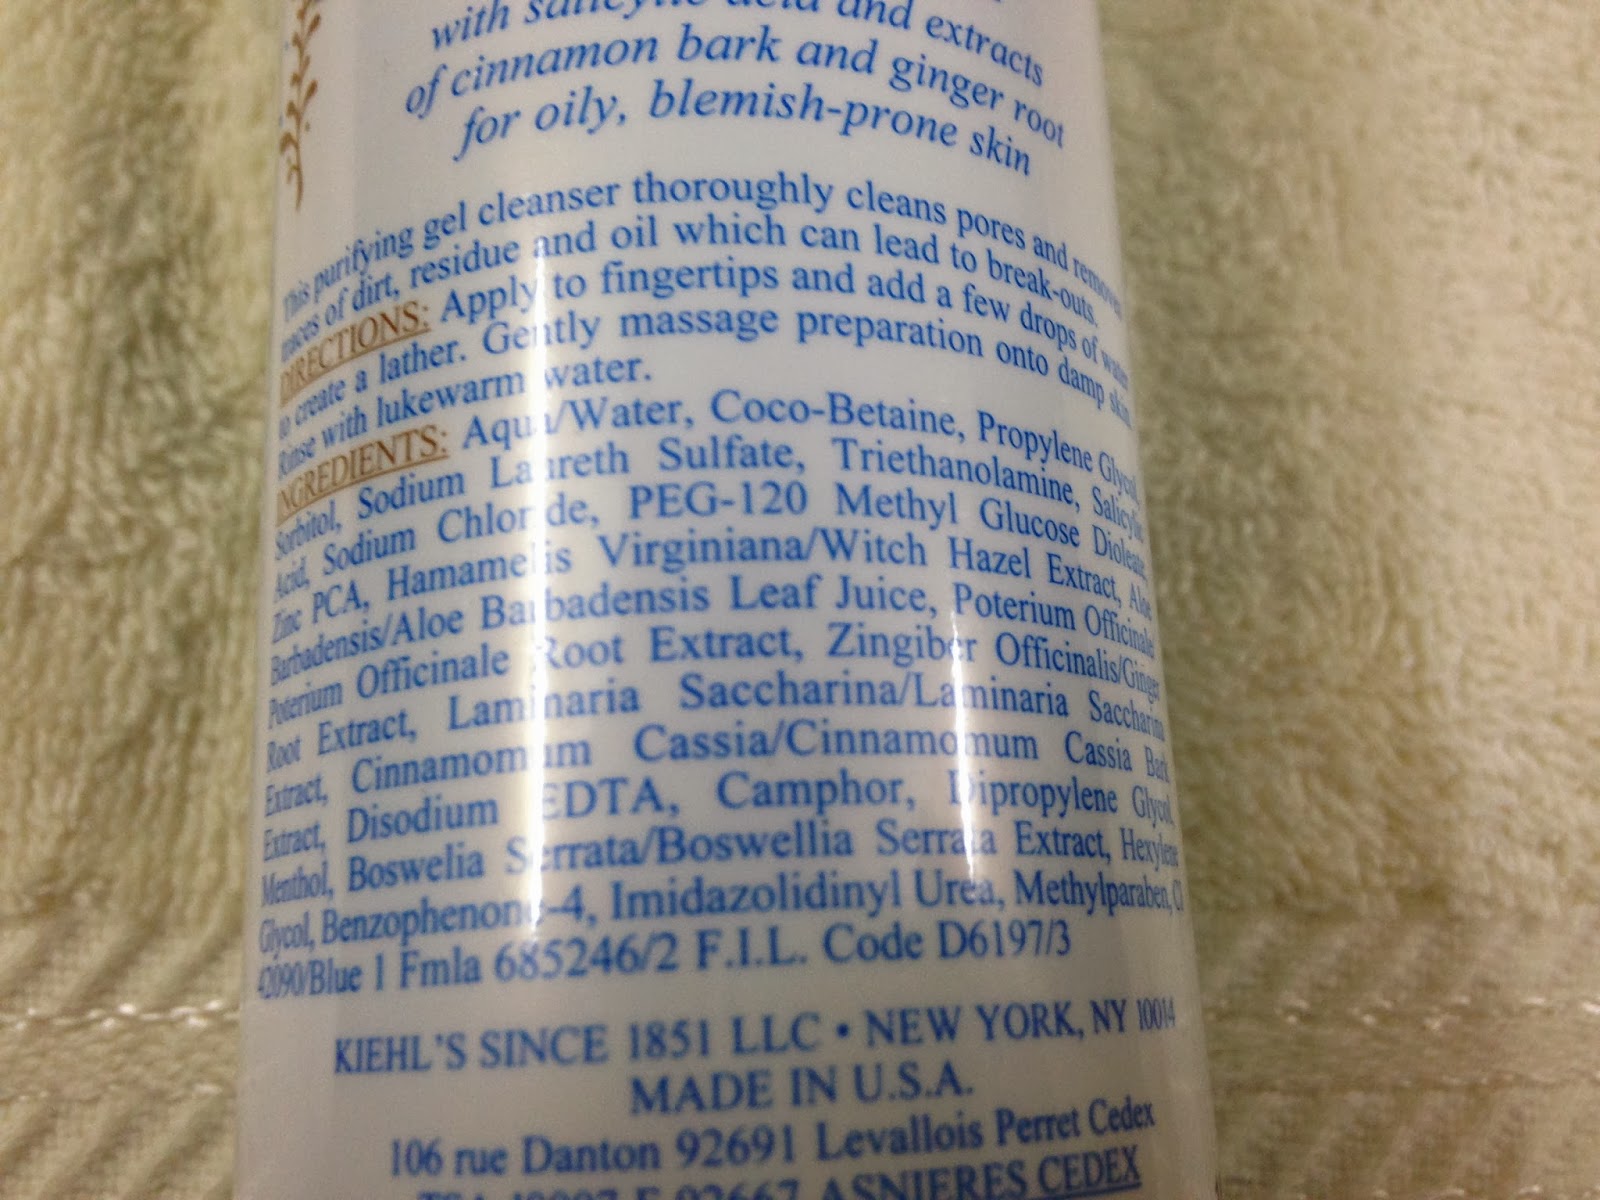 with salicylic acid and extracts
of cinnamon bark and ginger root
for oily, blemish-prone skin
This purifying gel cleanser thoroughly cleans pores and removes
traces of dirt, residue and oil which can lead to break-outs.
DIRECTIONS: Apply to fingertips and add a few drops of water
to create a lather. Gently massage preparation onto damp skin.
Rinse with lukewarm water.
INGREDIENTS: Aqua/Water, Coco-Betaine, Propylene Glycol,
Sorbitol, Sodium Laureth Sulfate, Triethanolamine, Salicylic
Acid, Sodium Chloride, PEG-120 Methyl Glucose Dioleate,
Zinc PCA, Hamamelis Virginiana/Witch Hazel Extract, Aloe
Barbadensis/Aloe Barbadensis Leaf Juice, Poterium Officinale/
Poterium Officinale Root Extract, Zingiber Officinalis/Ginger
Root Extract, Laminaria Saccharina/Laminaria Saccharina
Extract, Cinnamomum Cassia/Cinnamomum Cassia Bark
Extract, Disodium EDTA, Camphor, Dipropylene Glycol,
Menthol, Boswelia Serrata/Boswellia Serrata Extract, Hexylene
Glycol, Benzophenone-4, Imidazolidinyl Urea, Methylparaben, CI
42090/Blue 1 Fmla 685246/2 F.I.L. Code D6197/3
KIEHL'S SINCE 1851 LLC • NEW YORK, NY 10014
MADE IN U.S.A.
106 rue Danton 92691 Levallois Perret Cedex
ASNIERES CEDEX